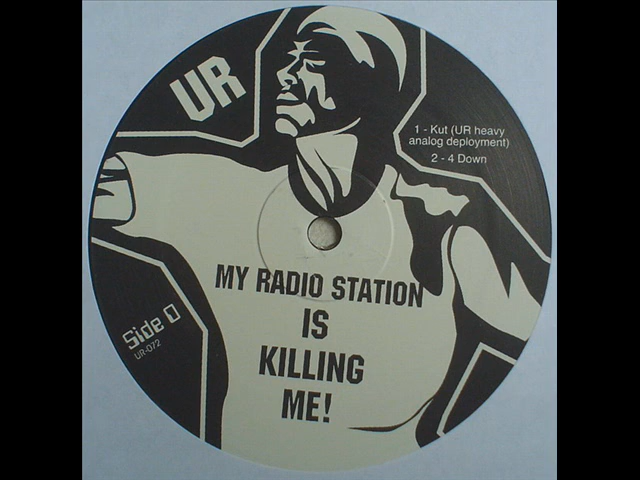 UR
1 - Kut (UR heavy
analog deployment)
2 - 4 Down
MY RADIO STATION
IS
KILLING
ME!
Side 0
UR-072